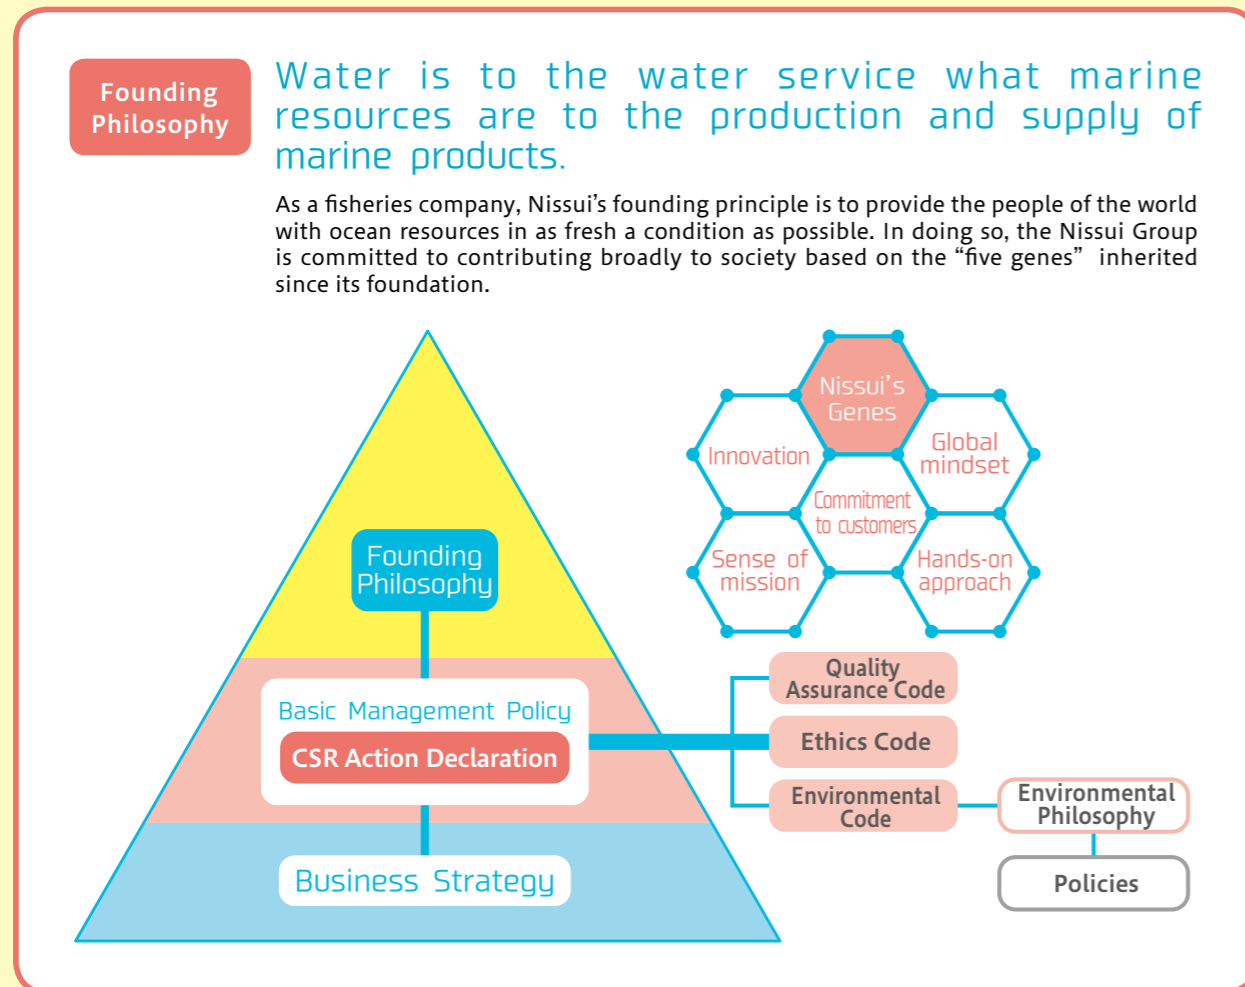 Founding
Philosophy
Water is to the water service what marine
resources are to the production and supply of
marine products.
As a fisheries company, Nissui’s founding principle is to provide the people of the world
with ocean resources in as fresh a condition as possible. In doing so, the Nissui Group
is committed to contributing broadly to society based on the “five genes” inherited
since its foundation.
Founding
Philosophy
Basic Management Policy
CSR Action Declaration
Business Strategy
Nissui’s
Genes
Innovation
Global
mindset
Commitment
to customers
Sense of
mission
Hands-on
approach
Quality
Assurance Code
Ethics Code
Environmental
Code
Environmental
Philosophy
Policies